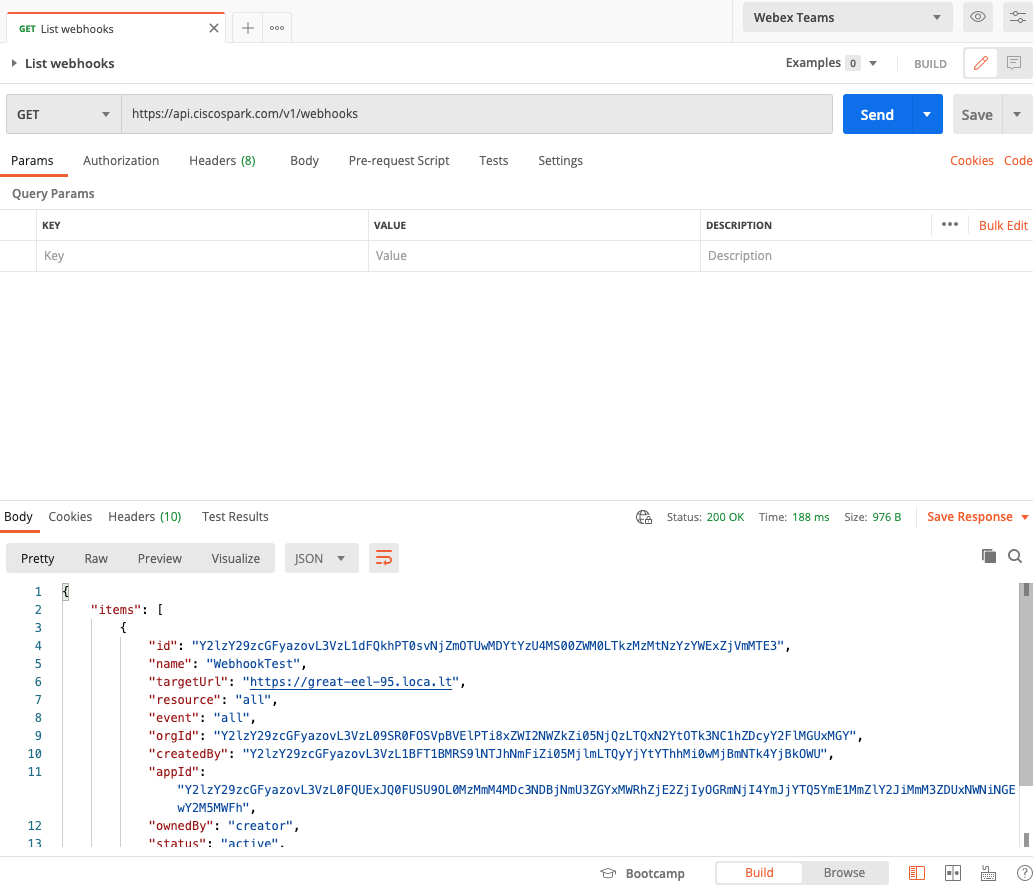 GET List webhooks
Webex Teams
List webhooks
Examples 0
BUILD
GET
https://api.ciscospark.com/v1/webhooks
Send
Save
Params Authorization Headers (8) Body Pre-request Script Tests Settings Cookies Code
Query Params
KEY VALUE DESCRIPTION ••• Bulk Edit
Key Value Description
Body Cookies Headers (10) Test Results Status: 200 OK Time: 188 ms Size: 976 B Save Response
Pretty Raw Preview Visualize JSON
1 {
2 "items": [
3 {
4 "id": "Y2lzY29zcGFyazovL3VzL1dFQkhPT0svNjZmOTUwMDYtYzU4MS00ZWM0LTkzMzMtNzYzYWExZjVmMTE3",
5 "name": "WebhookTest",
6 "targetUrl": "https://great-eel-95.loca.lt",
7 "resource": "all",
8 "event": "all",
9 "orgId": "Y2lzY29zcGFyazovL3VzL09SR0FOSVpBVElPTi8xZWI2NWZkZi05NjQzLTQxN2YtOTk3NC1hZDcyY2FlMGUxMGY",
10 "createdBy": "Y2lzY29zcGFyazovL3VzL1BFT1BMRS9lNTJhNmFiZi05MjlmLTQyYjYtYThhMi0wMjBmNTk4YjBkOWU",
11 "appId":
"Y2lzY29zcGFyazovL3VzL0FQUExJQ0FUSU9OL0MzMmM4MDc3NDBjNmU3ZGYxMWRhZjE2ZjIyOGRmNjI4YmJjYTQ5YmE1MmZlY2JiMmM3ZDUxNWNiNGE
wY2M5MWFh",
12 "ownedBy": "creator",
13 "status": "active",
Bootcamp Build Browse